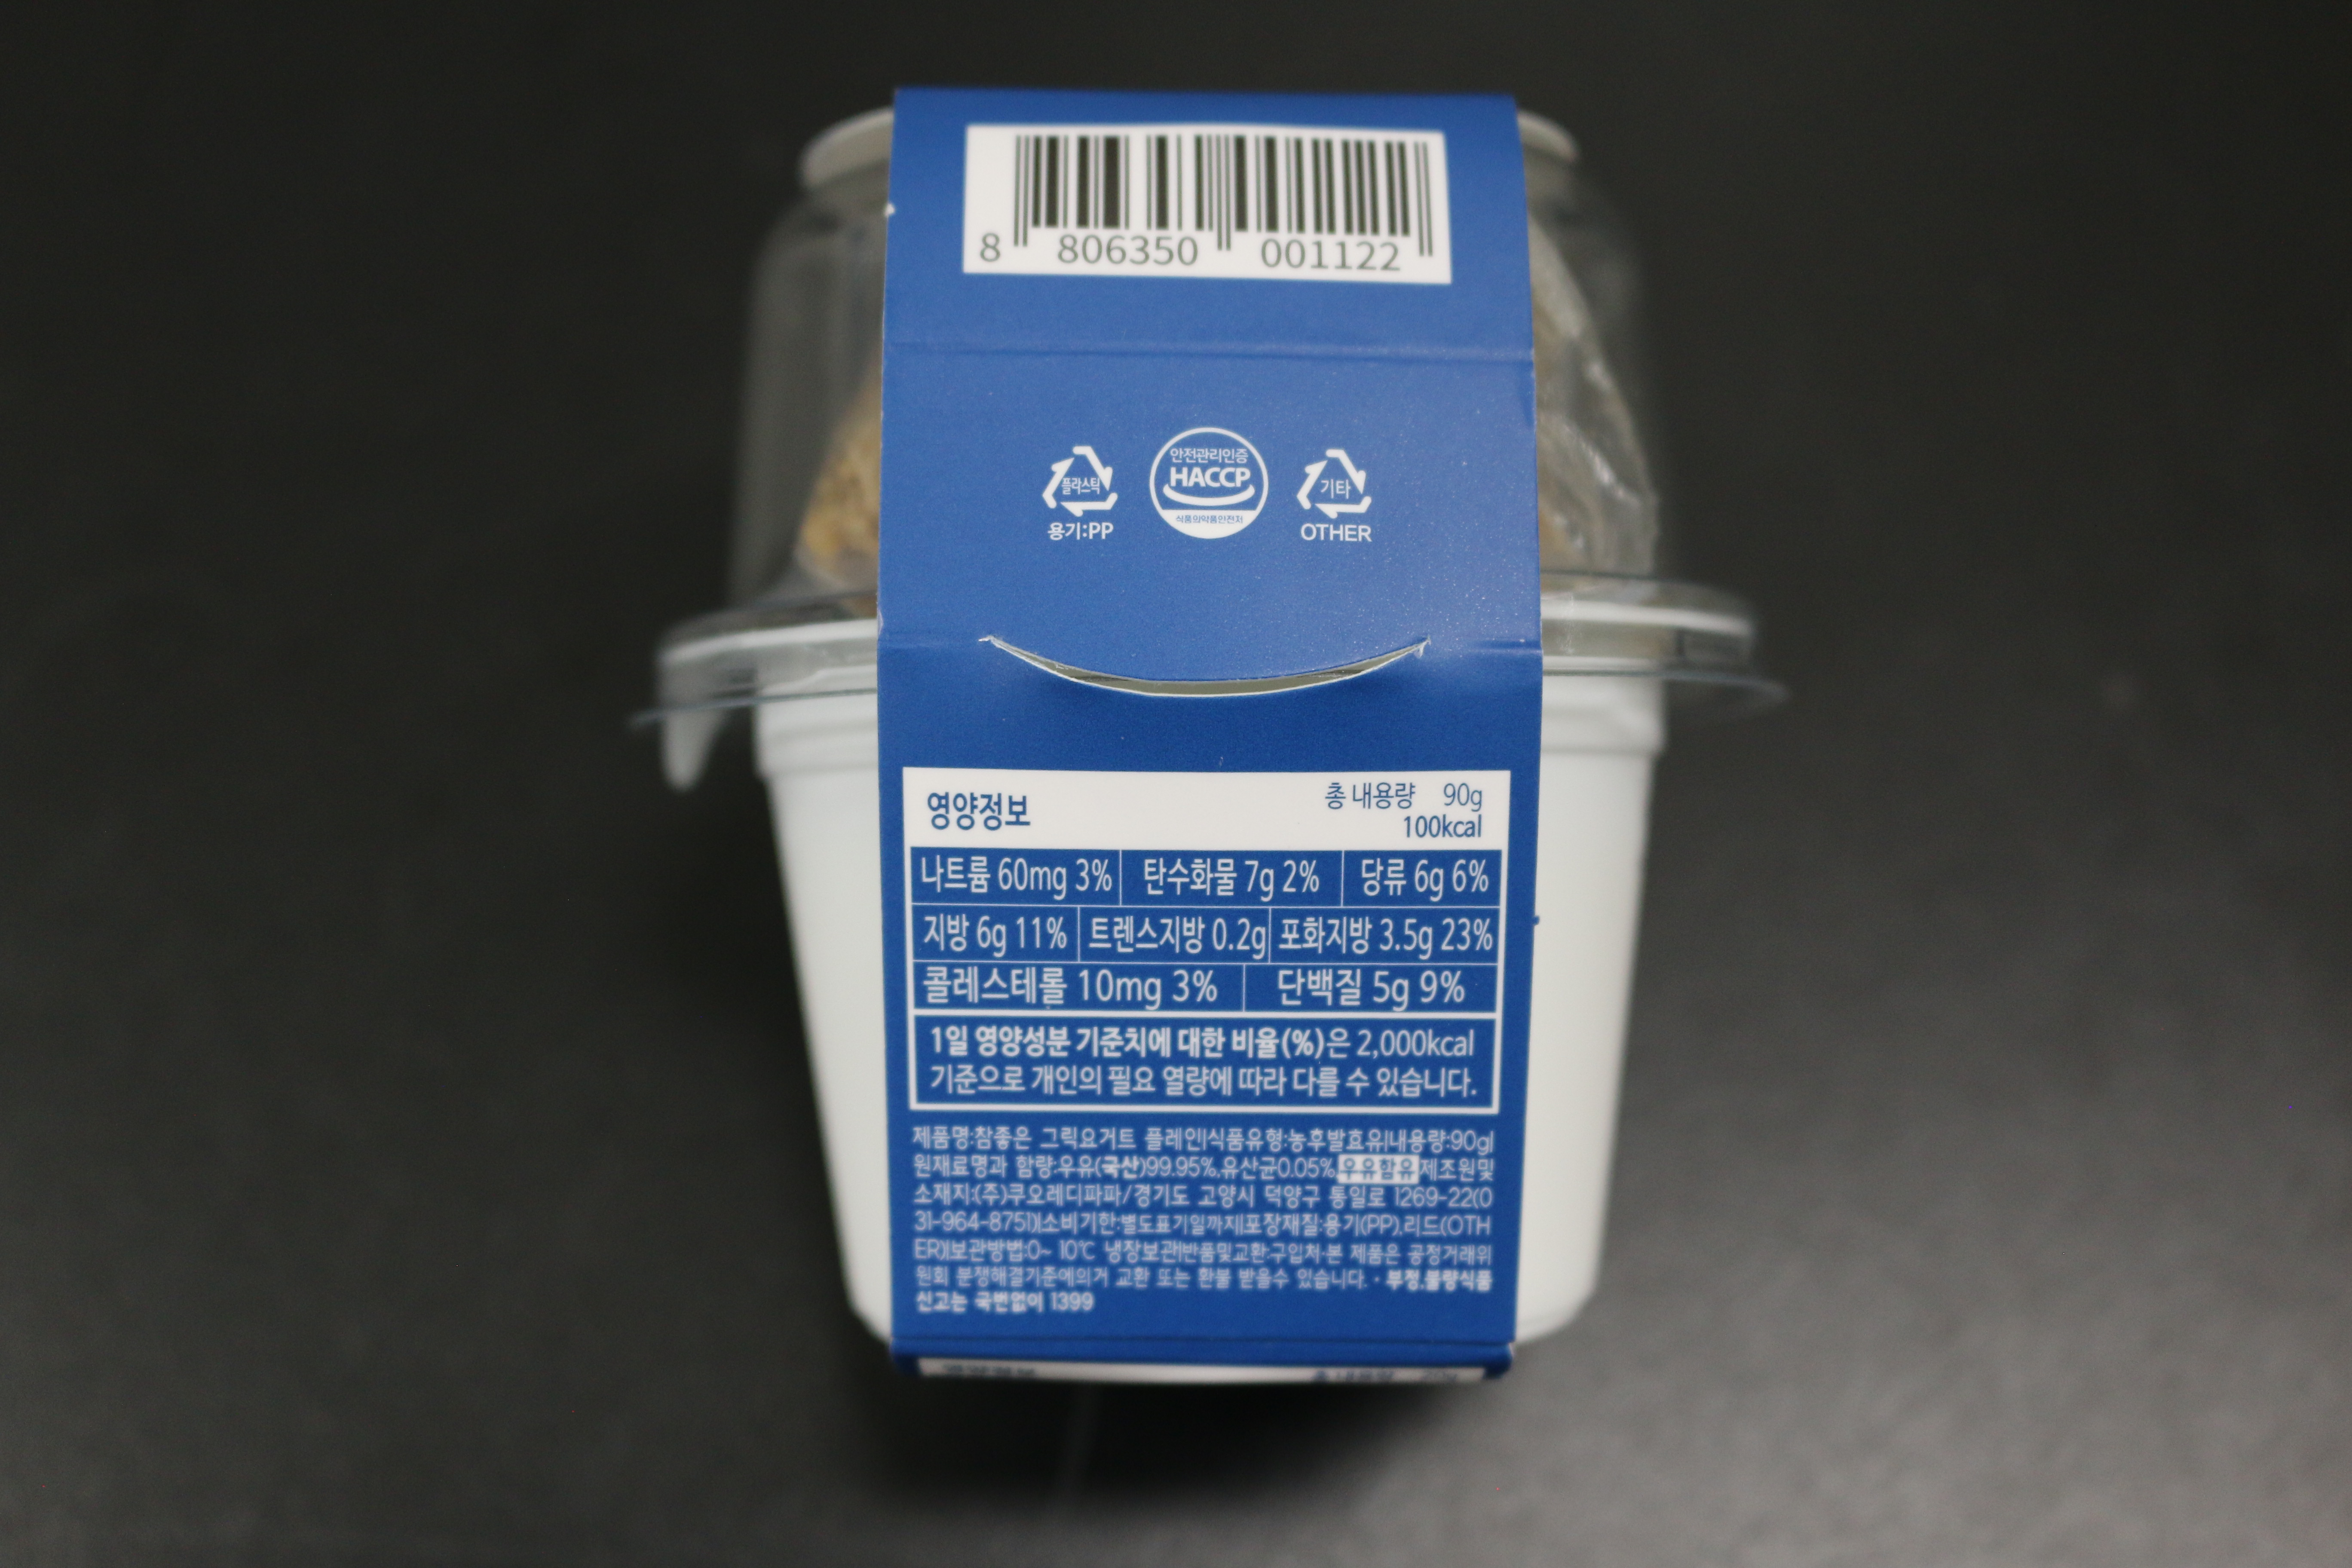 8 806350 001122
플라스틱
용기:PP
안전관리인증
HACCP
식품의약품안전처
기타
OTHER
영양정보
총 내용량 90g
100kcal
나트륨 60mg 3% 탄수화물 7g 2% 당류 6g 6%
지방 6g 11% 트렌스지방 0.2g 포화지방 3.5g 23%
콜레스테롤 10mg 3% 단백질 5g 9%
1일 영양성분 기준치에 대한 비율(%)은 2,000kcal
기준으로 개인의 필요 열량에 따라 다를 수 있습니다.
제품명:참좋은 그릭요거트 플레인|식품유형:농후발효유|내용량:90g|
원재료명과 함량:우유(국산)99.95%,유산균0.05% 우유함유 제조원및
소재지:(주)쿠오레디파파/경기도 고양시 덕양구 통일로 1269-22(0
31-964-8751)|소비기한:별도표기일까지|포장재질:용기(PP),리드(OTH
ER)|보관방법:0~ 10℃ 냉장보관|반품및교환:구입처·본 제품은 공정거래위
원회 분쟁해결기준에의거 교환 또는 환불 받을수 있습니다. · 부정,불량식품
신고는 국번없이 1399
영양정보 총 내용량